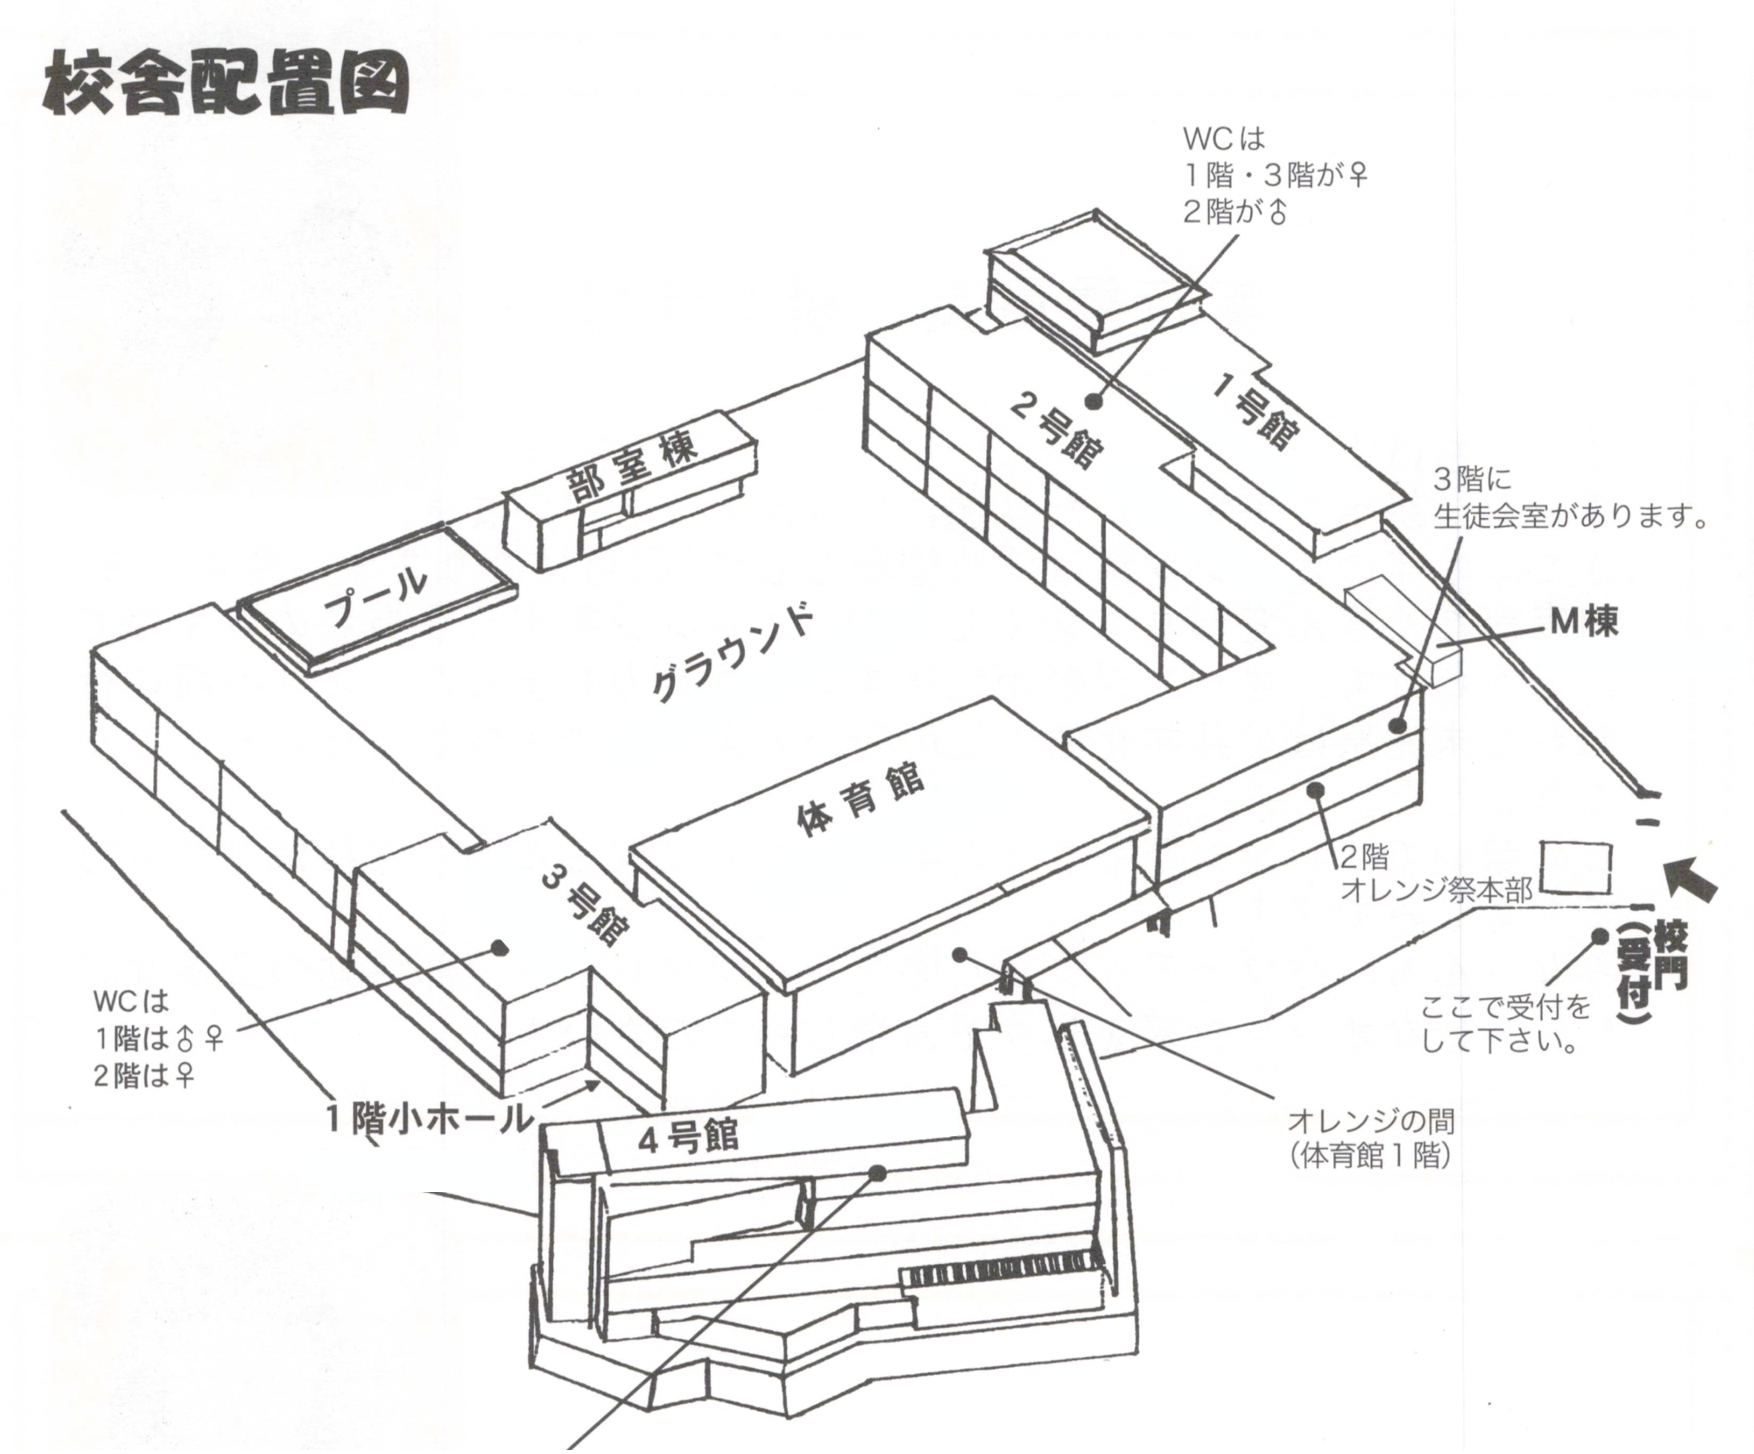 校舎配置図
WCは
1階・3階が♀
2階が♂
1号館
2号館
3階に
生徒会室があります。
部室棟
M棟
プール
グラウンド
体育館
2階
オレンジ祭本部
3号館
校門
（受付）
ここで受付を
して下さい。
WCは
1階は♂♀
2階は♀
1階小ホール
4号館
オレンジの間
（体育館1階）